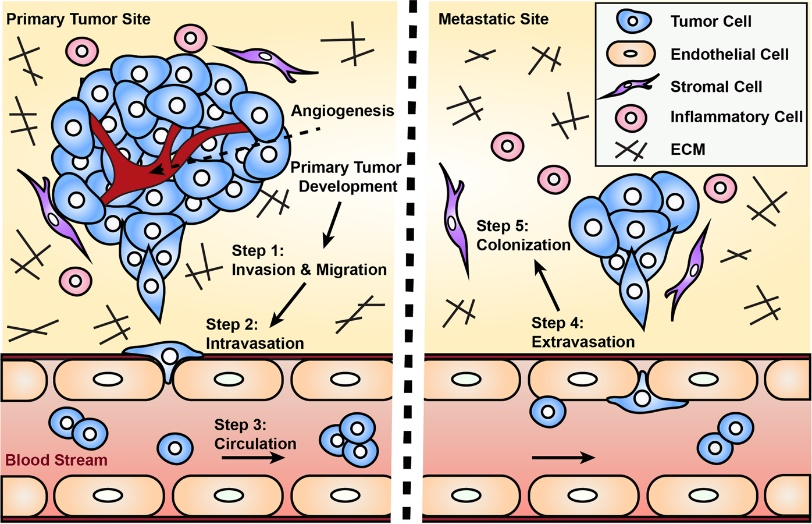 Primary Tumor Site
Angiogenesis
Primary Tumor
Development
Step 1:
Invasion & Migration
Step 2:
Intravasation
Step 3:
Circulation
Blood Stream
Metastatic Site
Tumor Cell
Endothelial Cell
Stromal Cell
Inflammatory Cell
ECM
Step 5:
Colonization
Step 4:
Extravasation